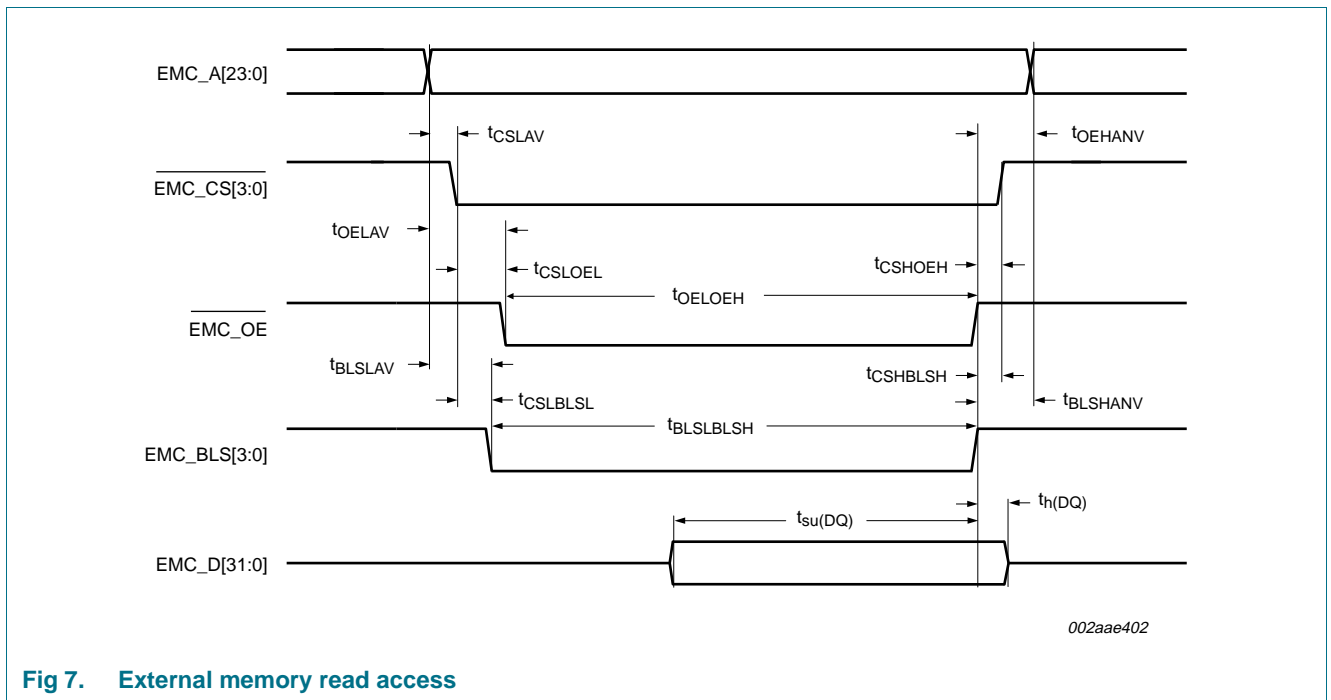 EMC_A[23:0]
tCSLAV
tOEHANV
EMC_CS[3:0]
tOELAV
tCSLOEL
tCSHOEH
tOELOEH
EMC_OE
tBLSLAV
tCSHBLSH
tCSLBLSL
tBLSHANV
tBLSLBLSH
EMC_BLS[3:0]
th(DQ)
tsu(DQ)
EMC_D[31:0]
002aae402
Fig 7. External memory read access